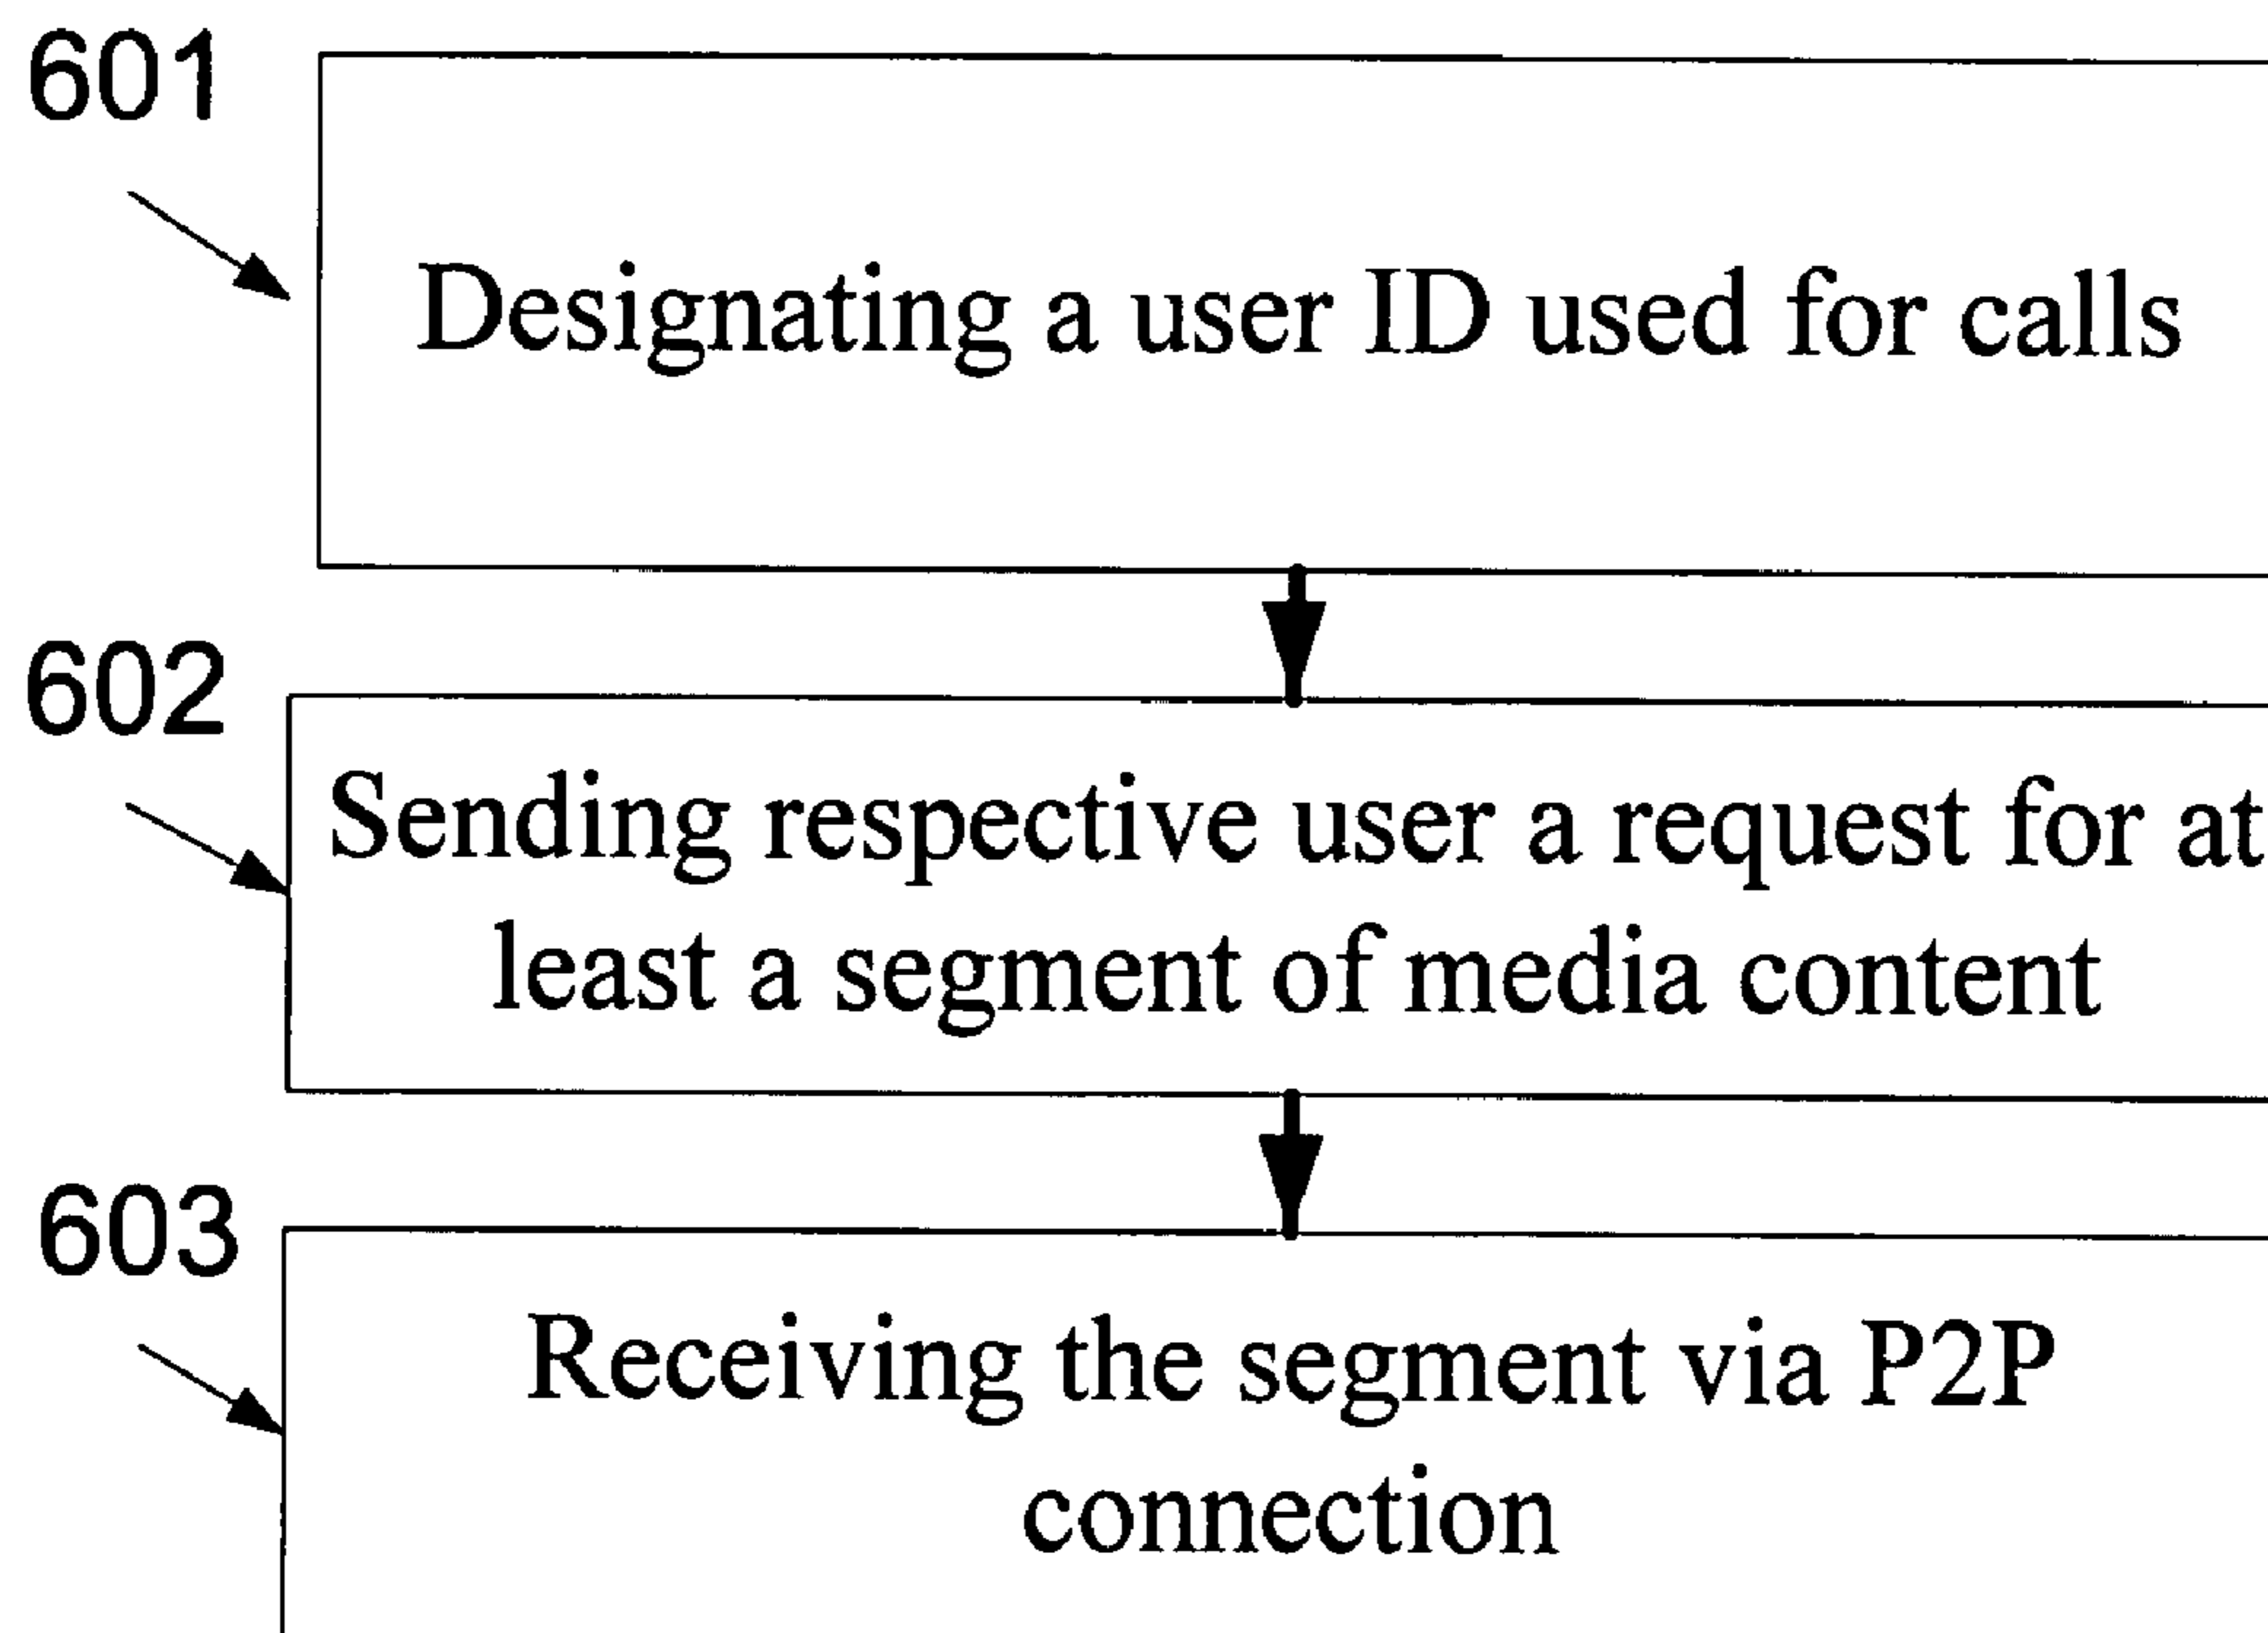 601
Designating a user ID used for calls
602
Sending respective user a request for at
least a segment of media content
603
Receiving the segment via P2P
connection